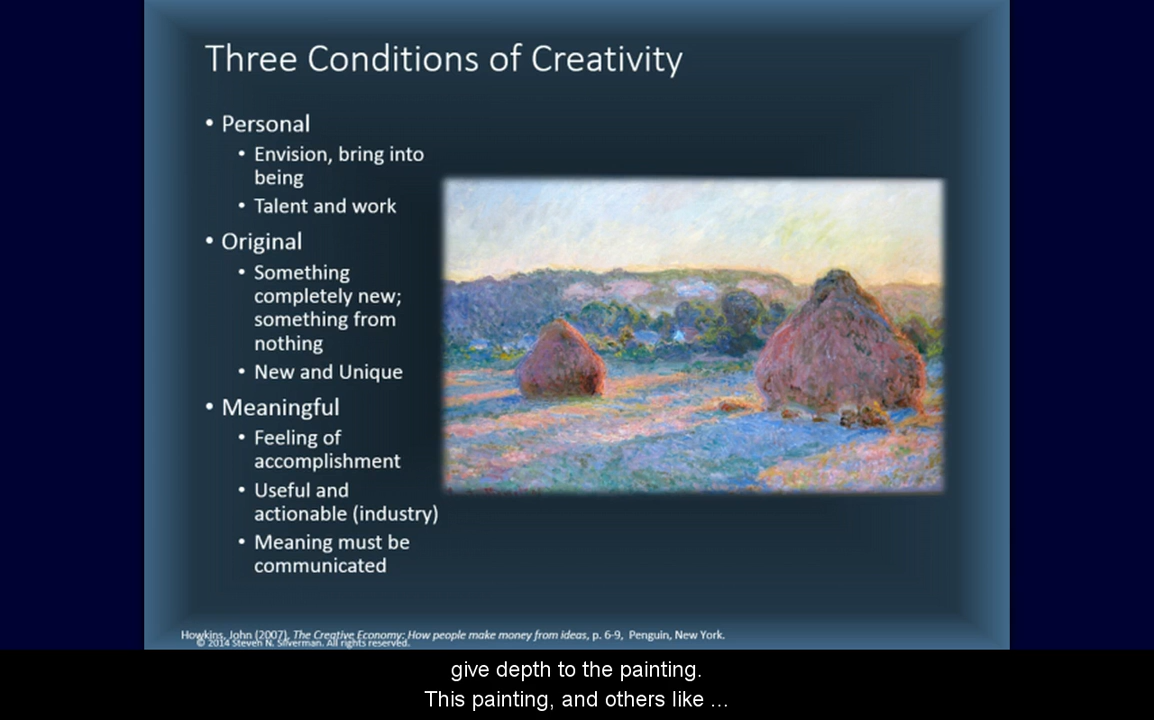 Three Conditions of Creativity
• Personal
• Envision, bring into
being
• Talent and work
• Original
• Something
completely new;
something from
nothing
• New and Unique
• Meaningful
• Feeling of
accomplishment
• Useful and
actionable (industry)
• Meaning must be
communicated
Howkins, John (2007), The Creative Economy: How people make money from ideas, p. 6-9, Penguin, New York.
© 2014 Steven N. Silverman. All rights reserved.
give depth to the painting.
This painting, and others like ...